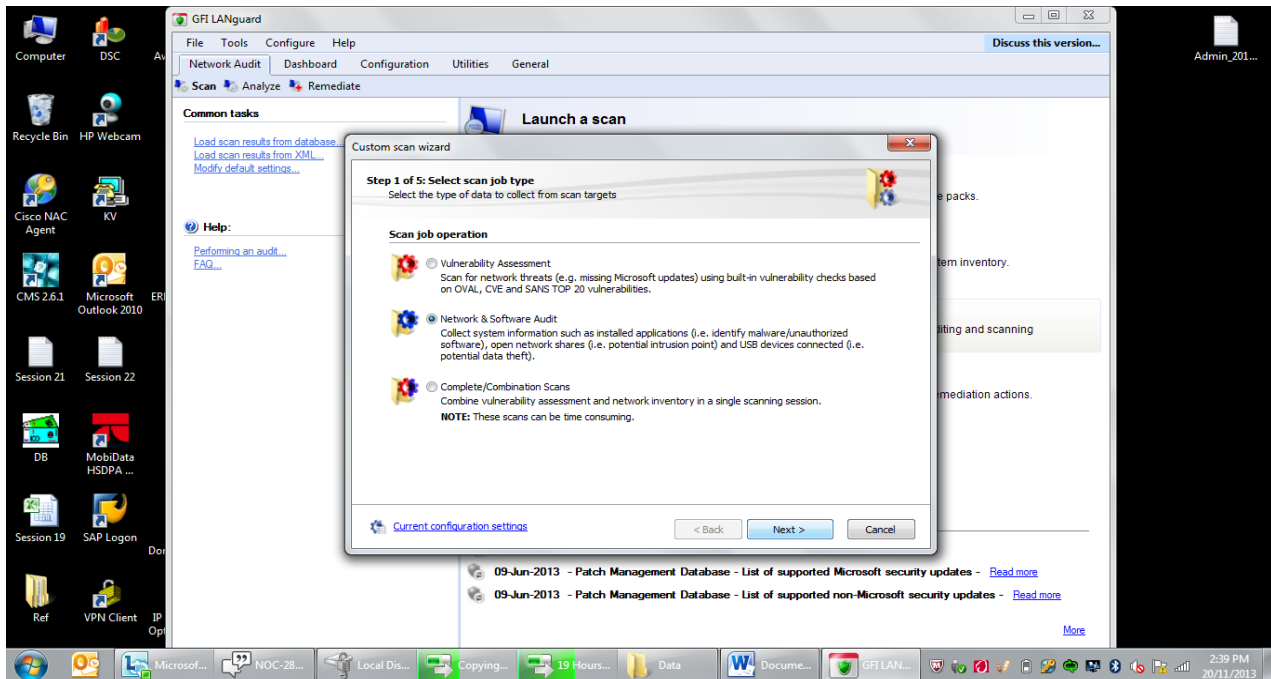 GFI LANguard
File Tools Configure Help
Discuss this version...
Network Audit Dashboard Configuration Utilities General
Scan Analyze Remediate
Common tasks
Load scan results from database...
Load scan results from XML...
Modify default settings...
Help:
Performing an audit...
FAQ...
Launch a scan
e packs.
tem inventory.
diting and scanning
mediation actions.
Custom scan wizard
Step 1 of 5: Select scan job type
Select the type of data to collect from scan targets
Scan job operation
Vulnerability Assessment
Scan for network threats (e.g. missing Microsoft updates) using built-in vulnerability checks based
on OVAL, CVE and SANS TOP 20 vulnerabilities.
Network & Software Audit
Collect system information such as installed applications (i.e. identify malware/unauthorized
software), open network shares (i.e. potential intrusion point) and USB devices connected (i.e.
potential data theft).
Complete/Combination Scans
Combine vulnerability assessment and network inventory in a single scanning session.
NOTE: These scans can be time consuming.
Current configuration settings
< Back
Next >
Cancel
09-Jun-2013 - Patch Management Database - List of supported Microsoft security updates - Read more
09-Jun-2013 - Patch Management Database - List of supported non-Microsoft security updates - Read more
More
Computer
DSC
Av
Recycle Bin
HP Webcam
Cisco NAC
Agent
KV
CMS 2.6.1
Microsoft
Outlook 2010
ERI
Session 21
Session 22
DB
MobiData
HSDPA ...
Session 19
SAP Logon
Dor
Ref
VPN Client
IP
Opt
Admin_201...
Microsof...
NOC-28...
Local Dis...
Copying...
19 Hours...
Data
Docume...
GFI LAN...
2:39 PM
20/11/2013